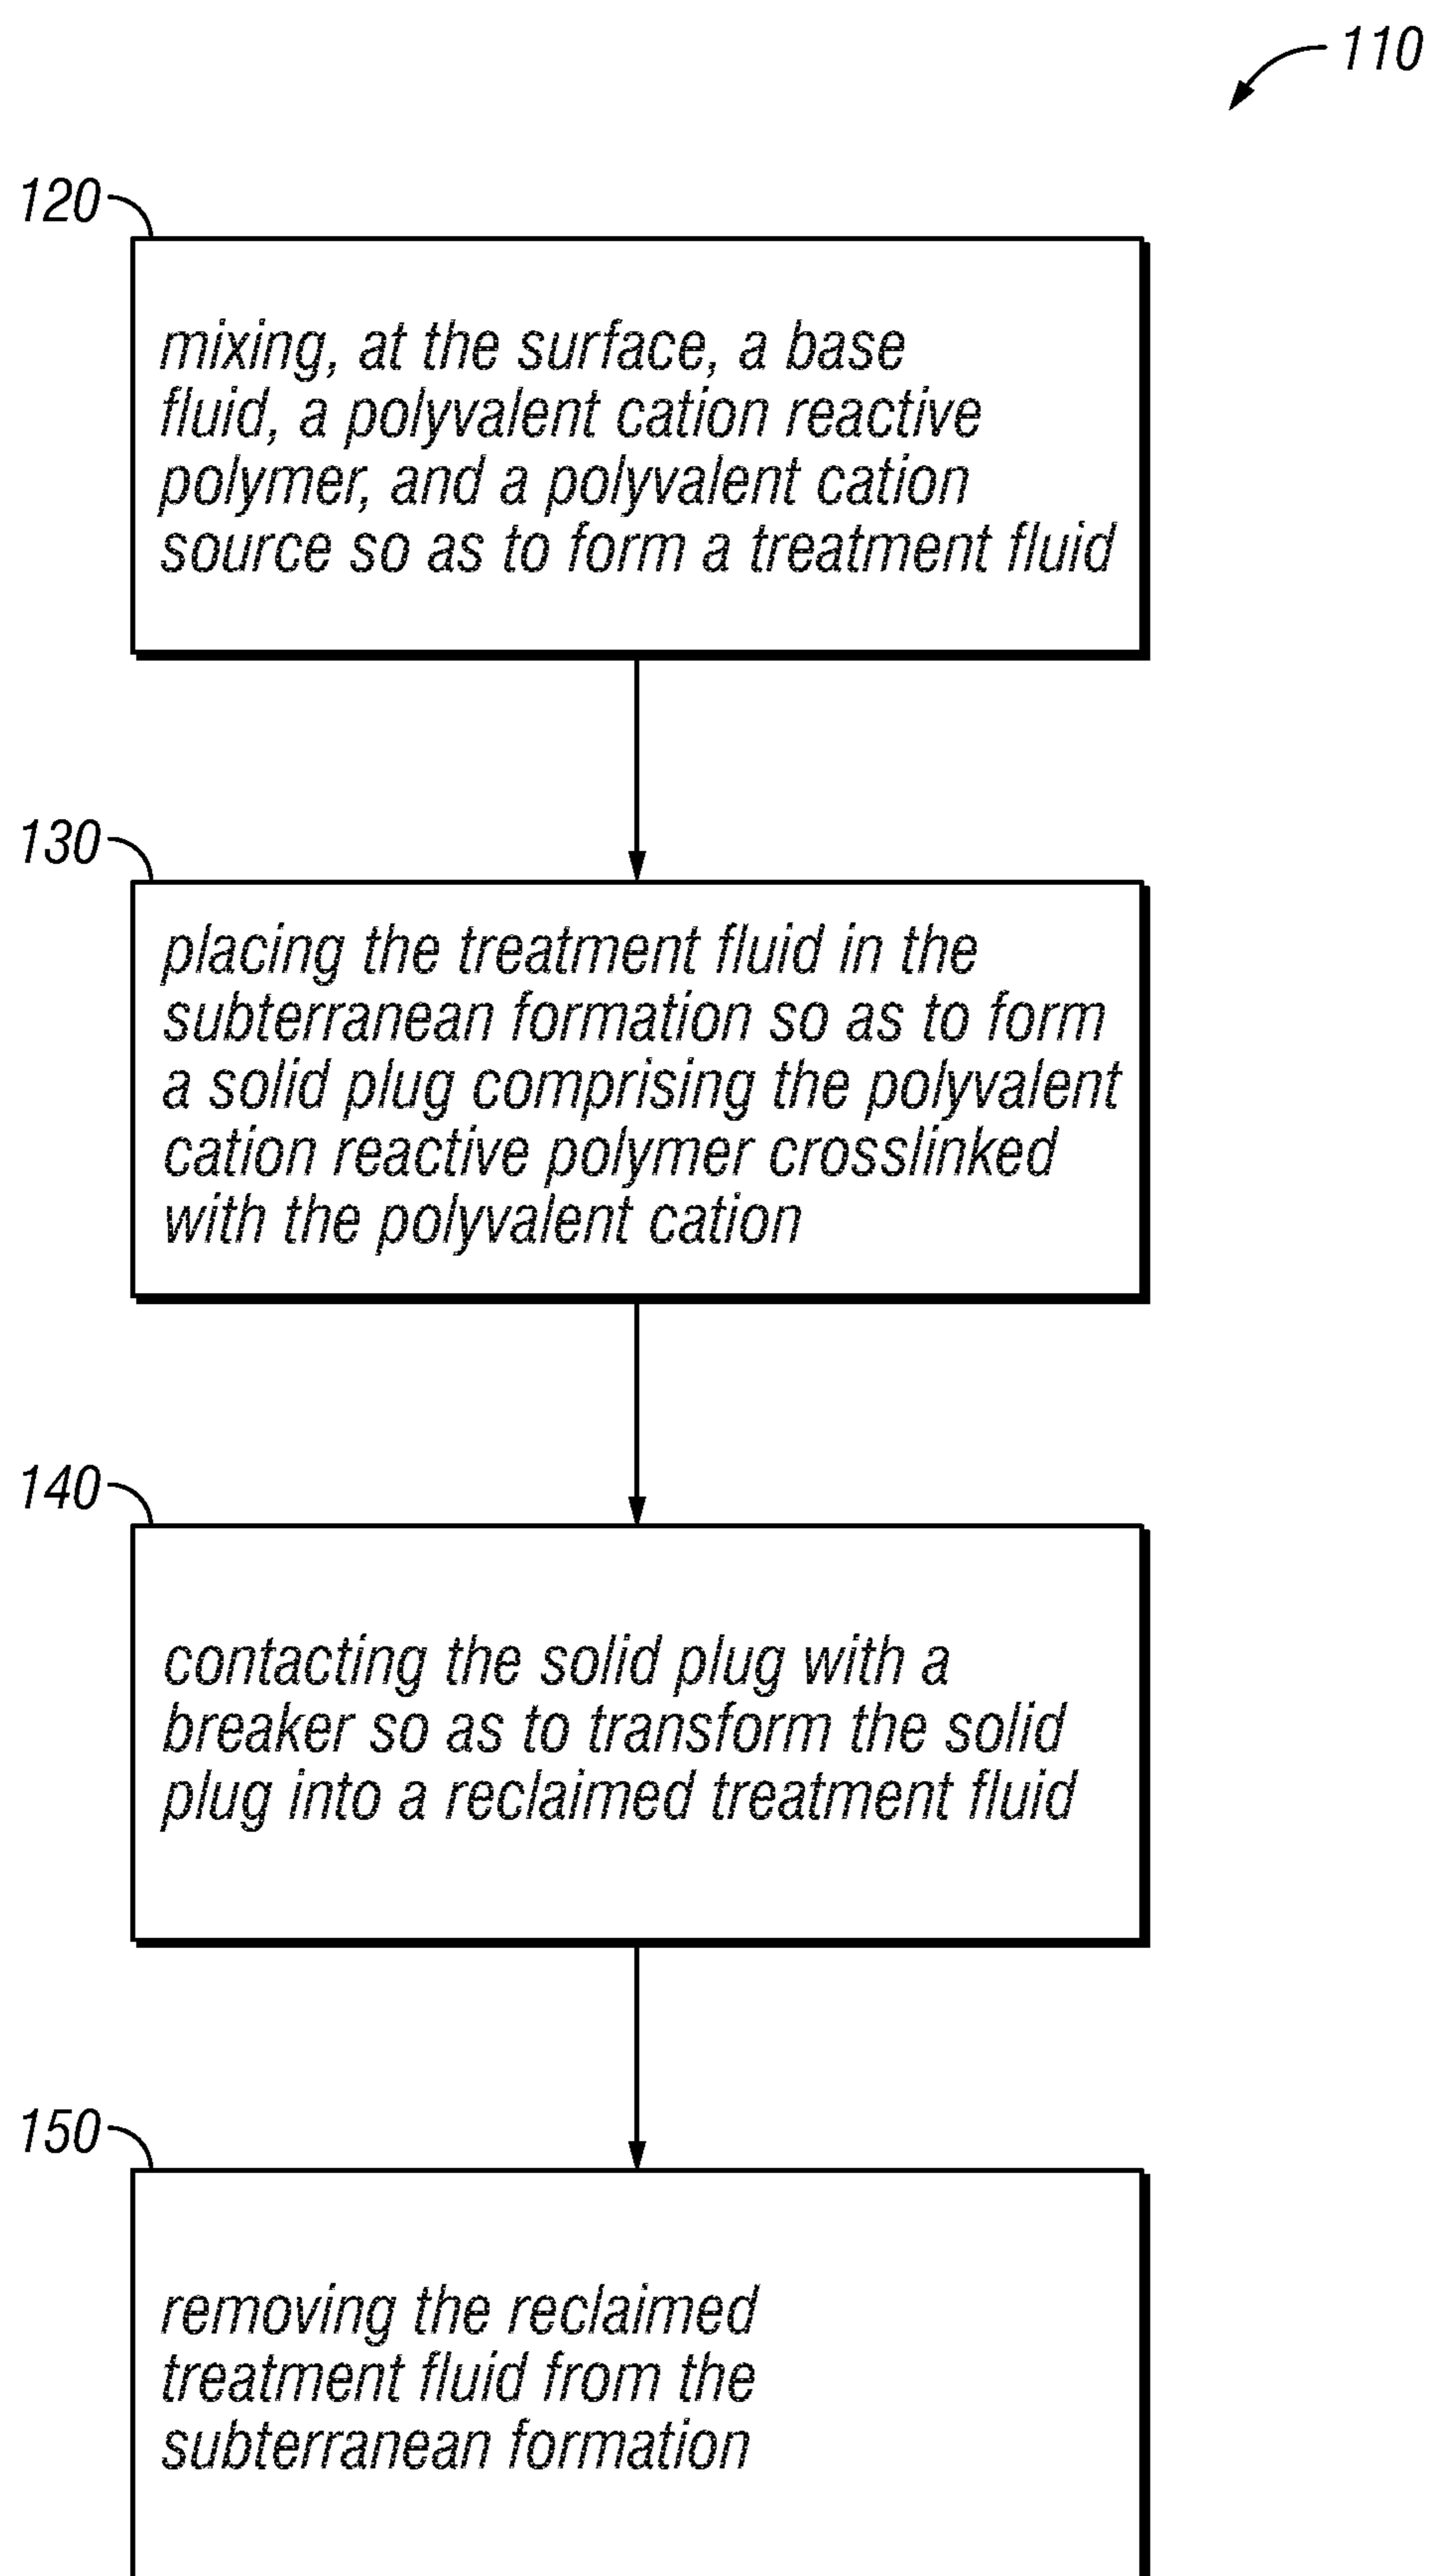 110
120
mixing, at the surface, a base
fluid, a polyvalent cation reactive
polymer, and a polyvalent cation
source so as to form a treatment fluid
130
placing the treatment fluid in the
subterranean formation so as to form
a solid plug comprising the polyvalent
cation reactive polymer crosslinked
with the polyvalent cation
140
contacting the solid plug with a
breaker so as to transform the solid
plug into a reclaimed treatment fluid
150
removing the reclaimed
treatment fluid from the
subterranean formation